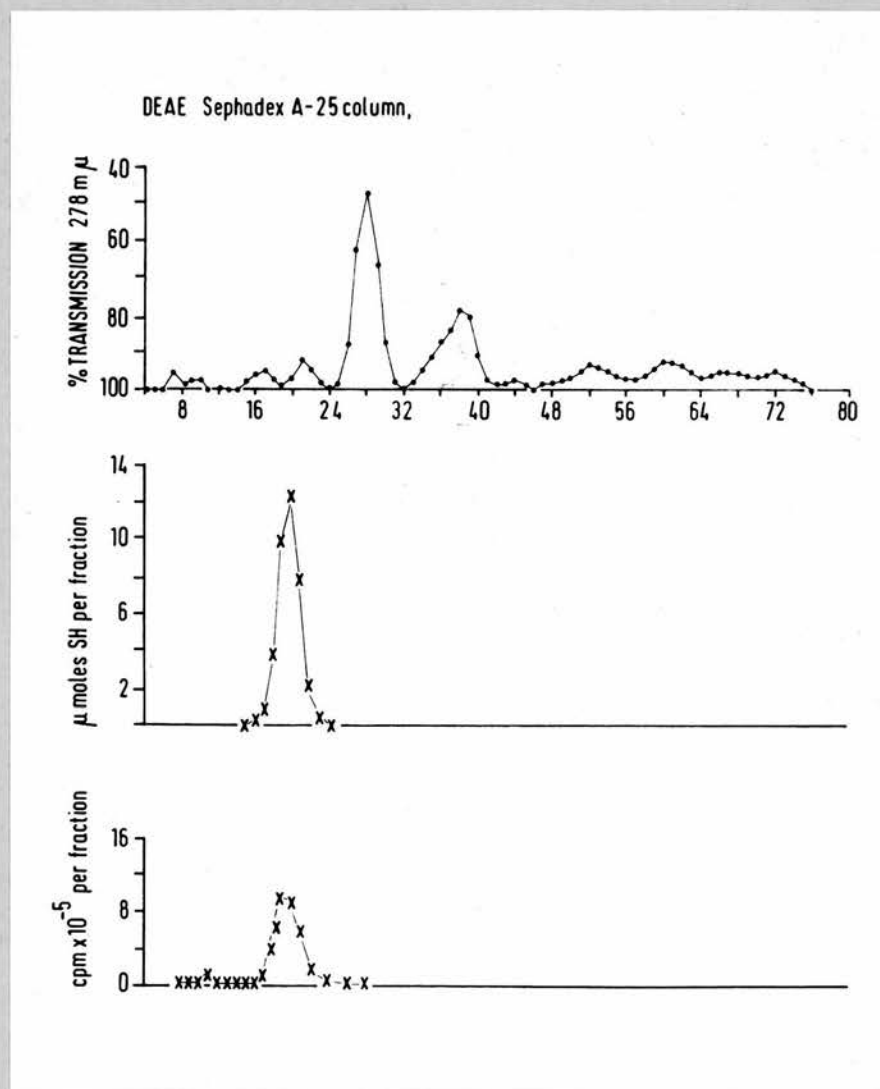 DEAE Sephadex A-25 column,
% TRANSMISSION 278 mµ
40
60
80
100
8 16 24 32 40 48 56 64 72 80
µ moles SH per fraction
14
10
6
2
cpm x 10⁻⁵ per fraction
16
8
0